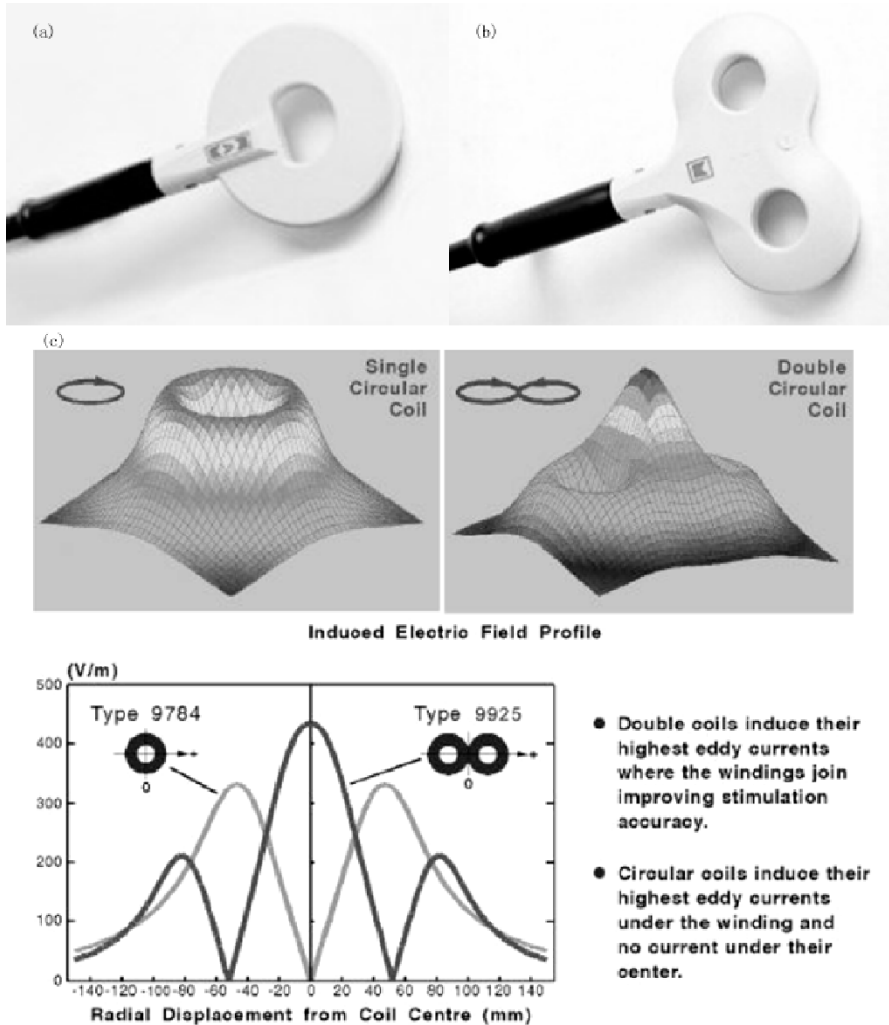 (a)
(b)
(c)
Single
Circular
Coil
Double
Circular
Coil
Induced Electric Field Profile
(V/m)
500
400
300
200
100
0
Type 9784
0
Type 9925
0
-140 -120 -100 -80 -60 -40 -20 0 20 40 60 80 100 120 140
Radial Displacement from Coil Centre (mm)
● Double coils induce their
highest eddy currents
where the windings join
improving stimulation
accuracy.
● Circular coils induce their
highest eddy currents
under the winding and
no current under their
center.